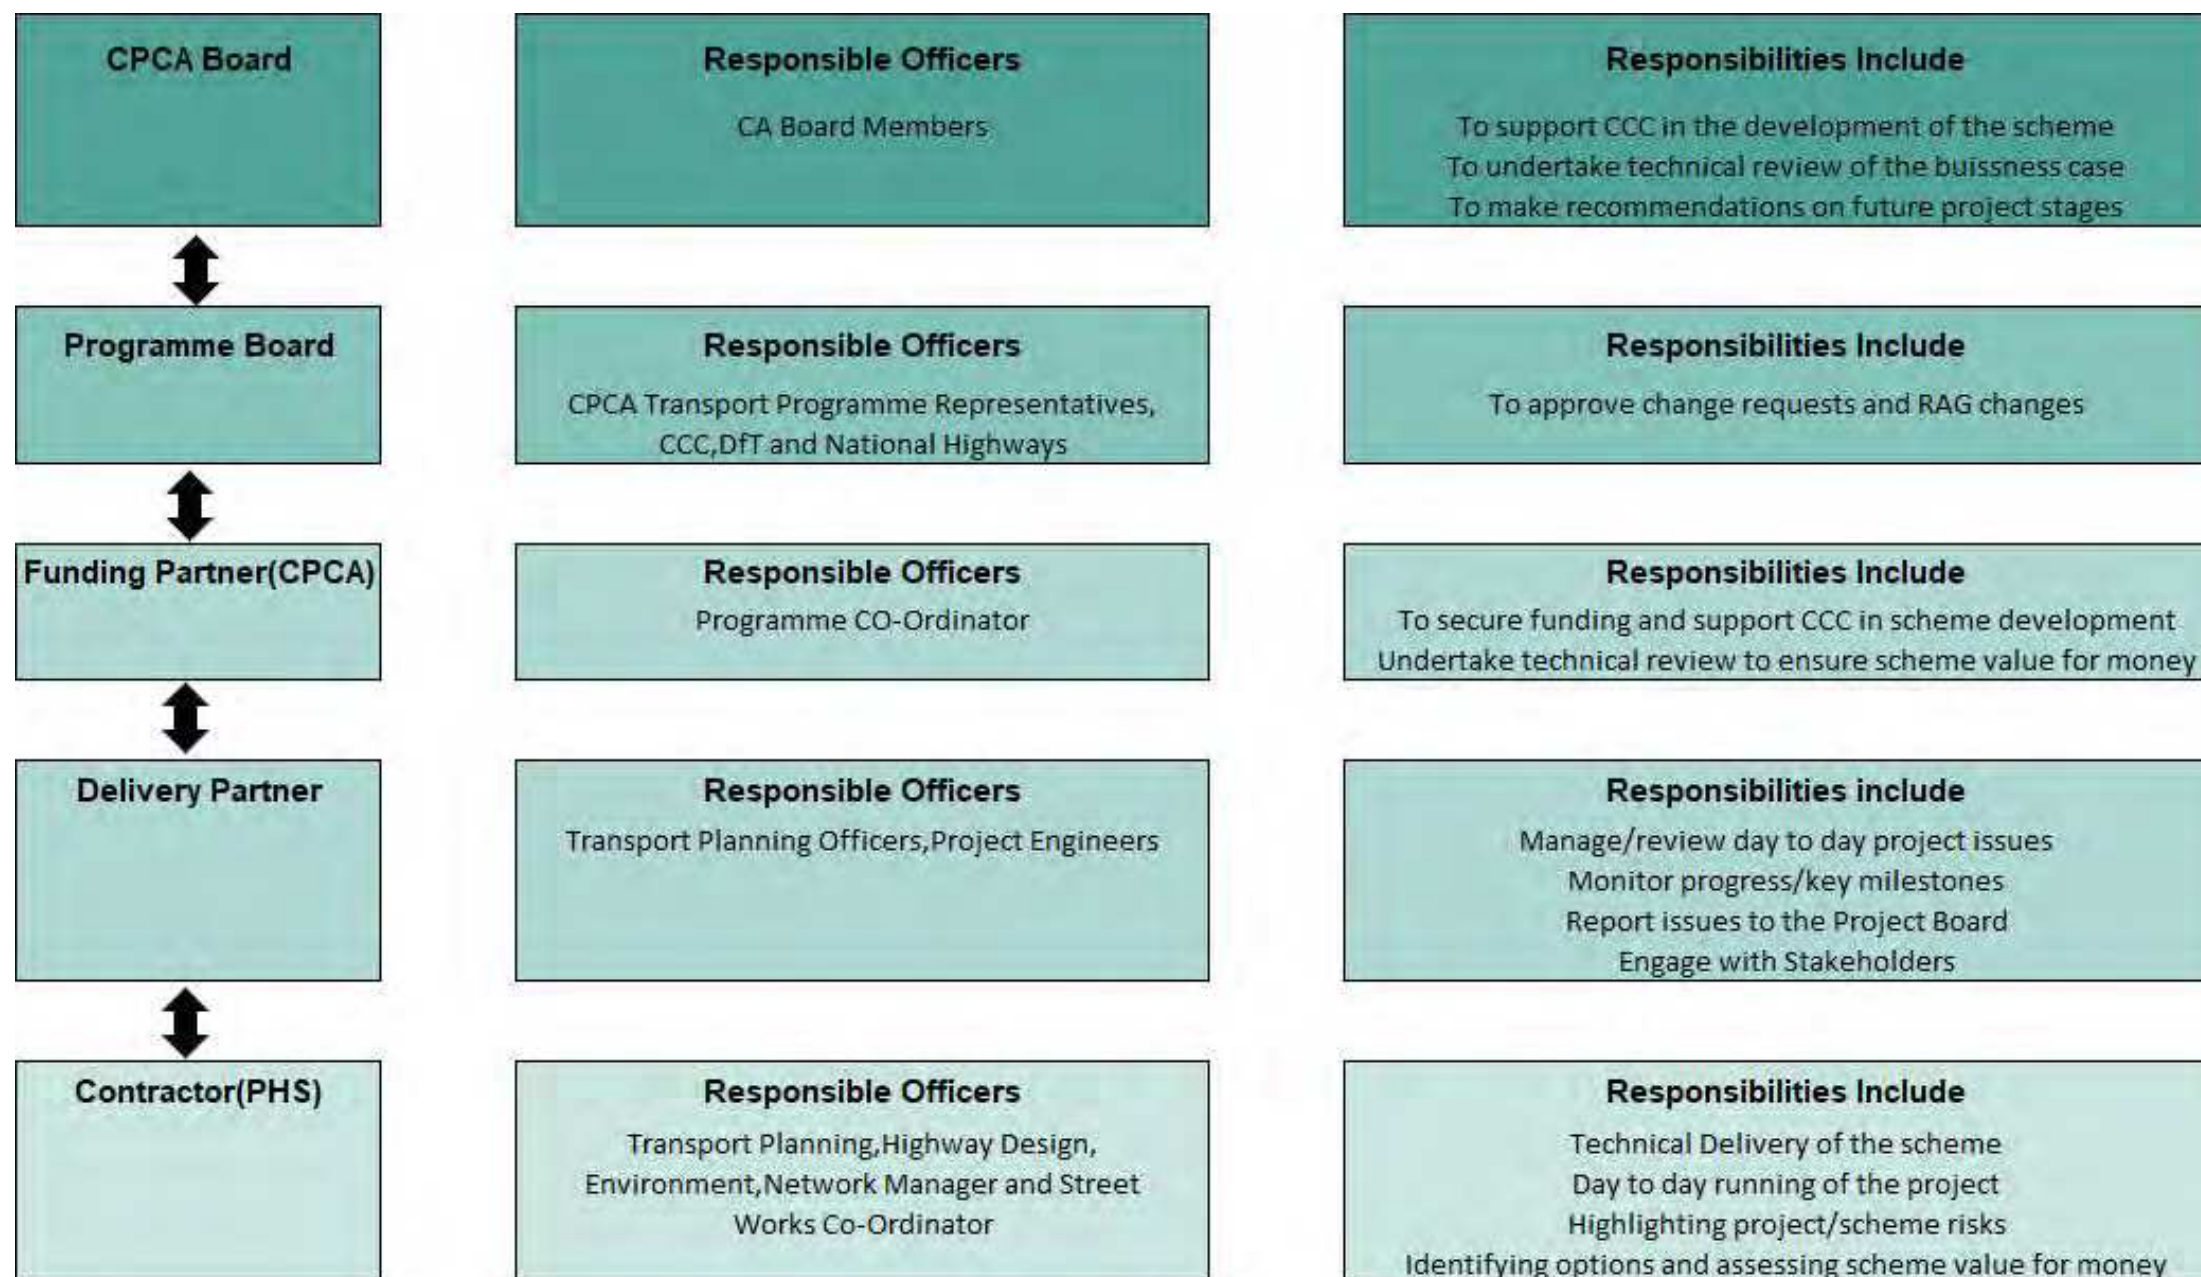 CPCA Board
Responsible Officers
CA Board Members
Responsibilities Include
To support CCC in the development of the scheme
To undertake technical review of the buissness case
To make recommendations on future project stages
Programme Board
Responsible Officers
CPCA Transport Programme Representatives,
CCC,DfT and National Highways
Responsibilities Include
To approve change requests and RAG changes
Funding Partner(CPCA)
Responsible Officers
Programme CO-Ordinator
Responsibilities Include
To secure funding and support CCC in scheme development
Undertake technical review to ensure scheme value for money
Delivery Partner
Responsible Officers
Transport Planning Officers,Project Engineers
Responsibilities include
Manage/review day to day project issues
Monitor progress/key milestones
Report issues to the Project Board
Engage with Stakeholders
Contractor(PHS)
Responsible Officers
Transport Planning,Highway Design,
Environment,Network Manager and Street
Works Co-Ordinator
Responsibilities Include
Technical Delivery of the scheme
Day to day running of the project
Highlighting project/scheme risks
Identifying options and assessing scheme value for money